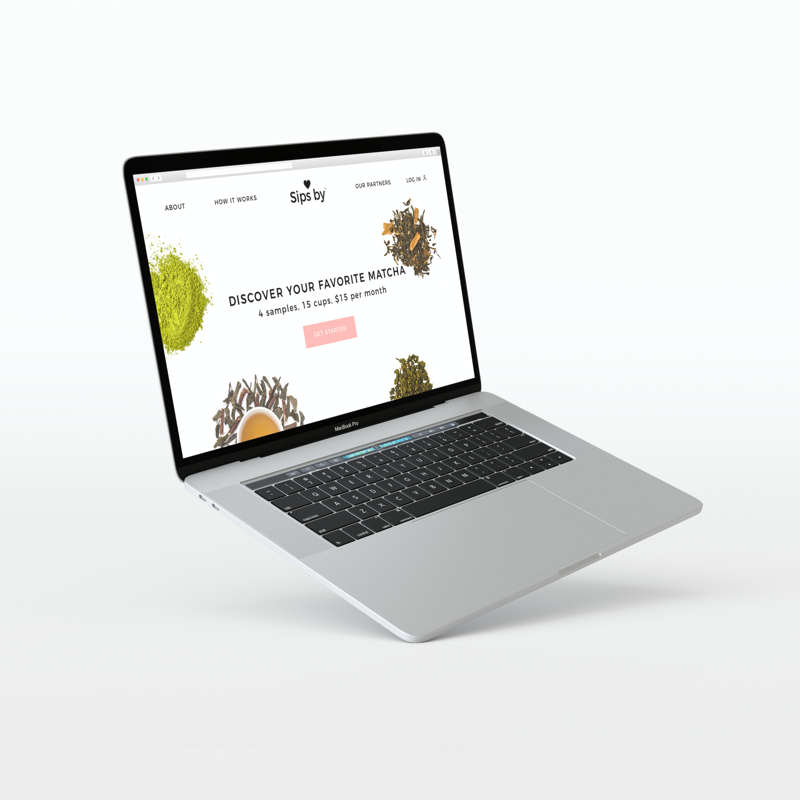 ABOUT
HOW IT WORKS
Sips by
OUR PARTNERS
LOG IN
DISCOVER YOUR FAVORITE MATCHA
4 samples, 15 cups, $15 per month
GET STARTED
MacBook Pro
Q W E R T Y U I O P
A S D F G H J K L
Z X C V B N M